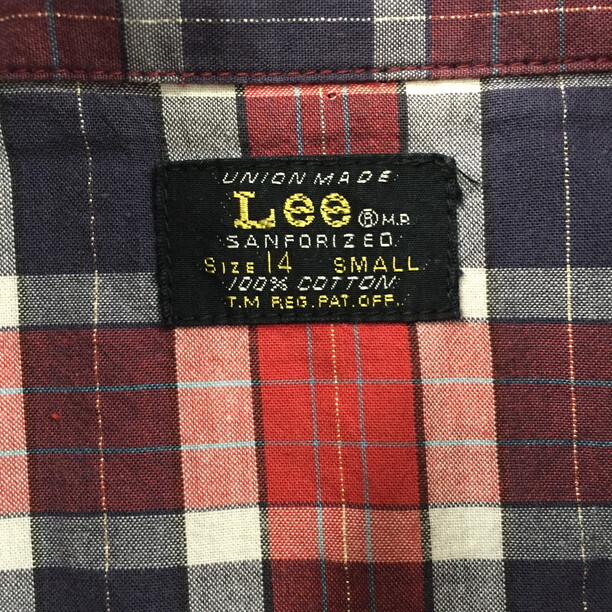 UNION MADE
Lee ® M.R.
SANFORIZED
SIZE 14 SMALL
100% COTTON
T.M REG. PAT. OFF.